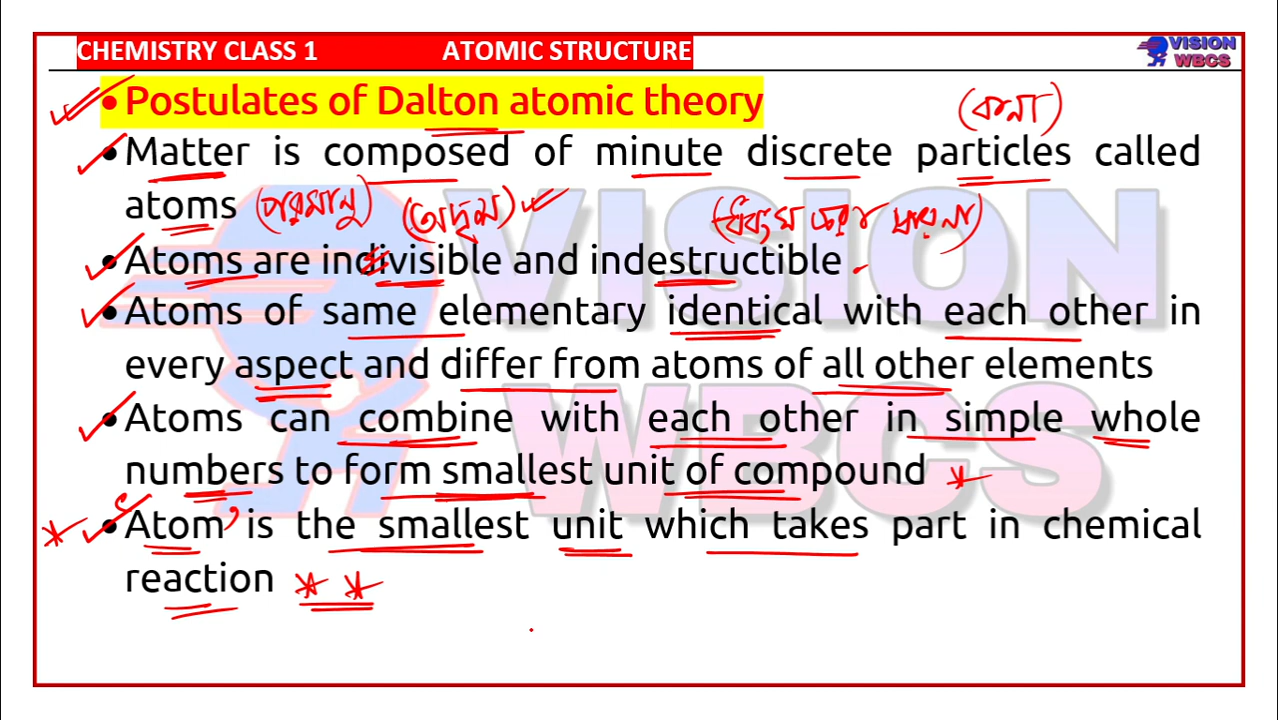 CHEMISTRY CLASS 1 ATOMIC STRUCTURE
VISION
WBCS
• Postulates of Dalton atomic theory
(কনা)
• Matter is composed of minute discrete particles called
atoms (পরমানু)
• Atoms are indivisible and indestructible
• Atoms of same elementary identical with each other in
every aspect and differ from atoms of all other elements
• Atoms can combine with each other in simple whole
numbers to form smallest unit of compound *
* • Atom is the smallest unit which takes part in chemical
reaction * *
VISION
WBCS